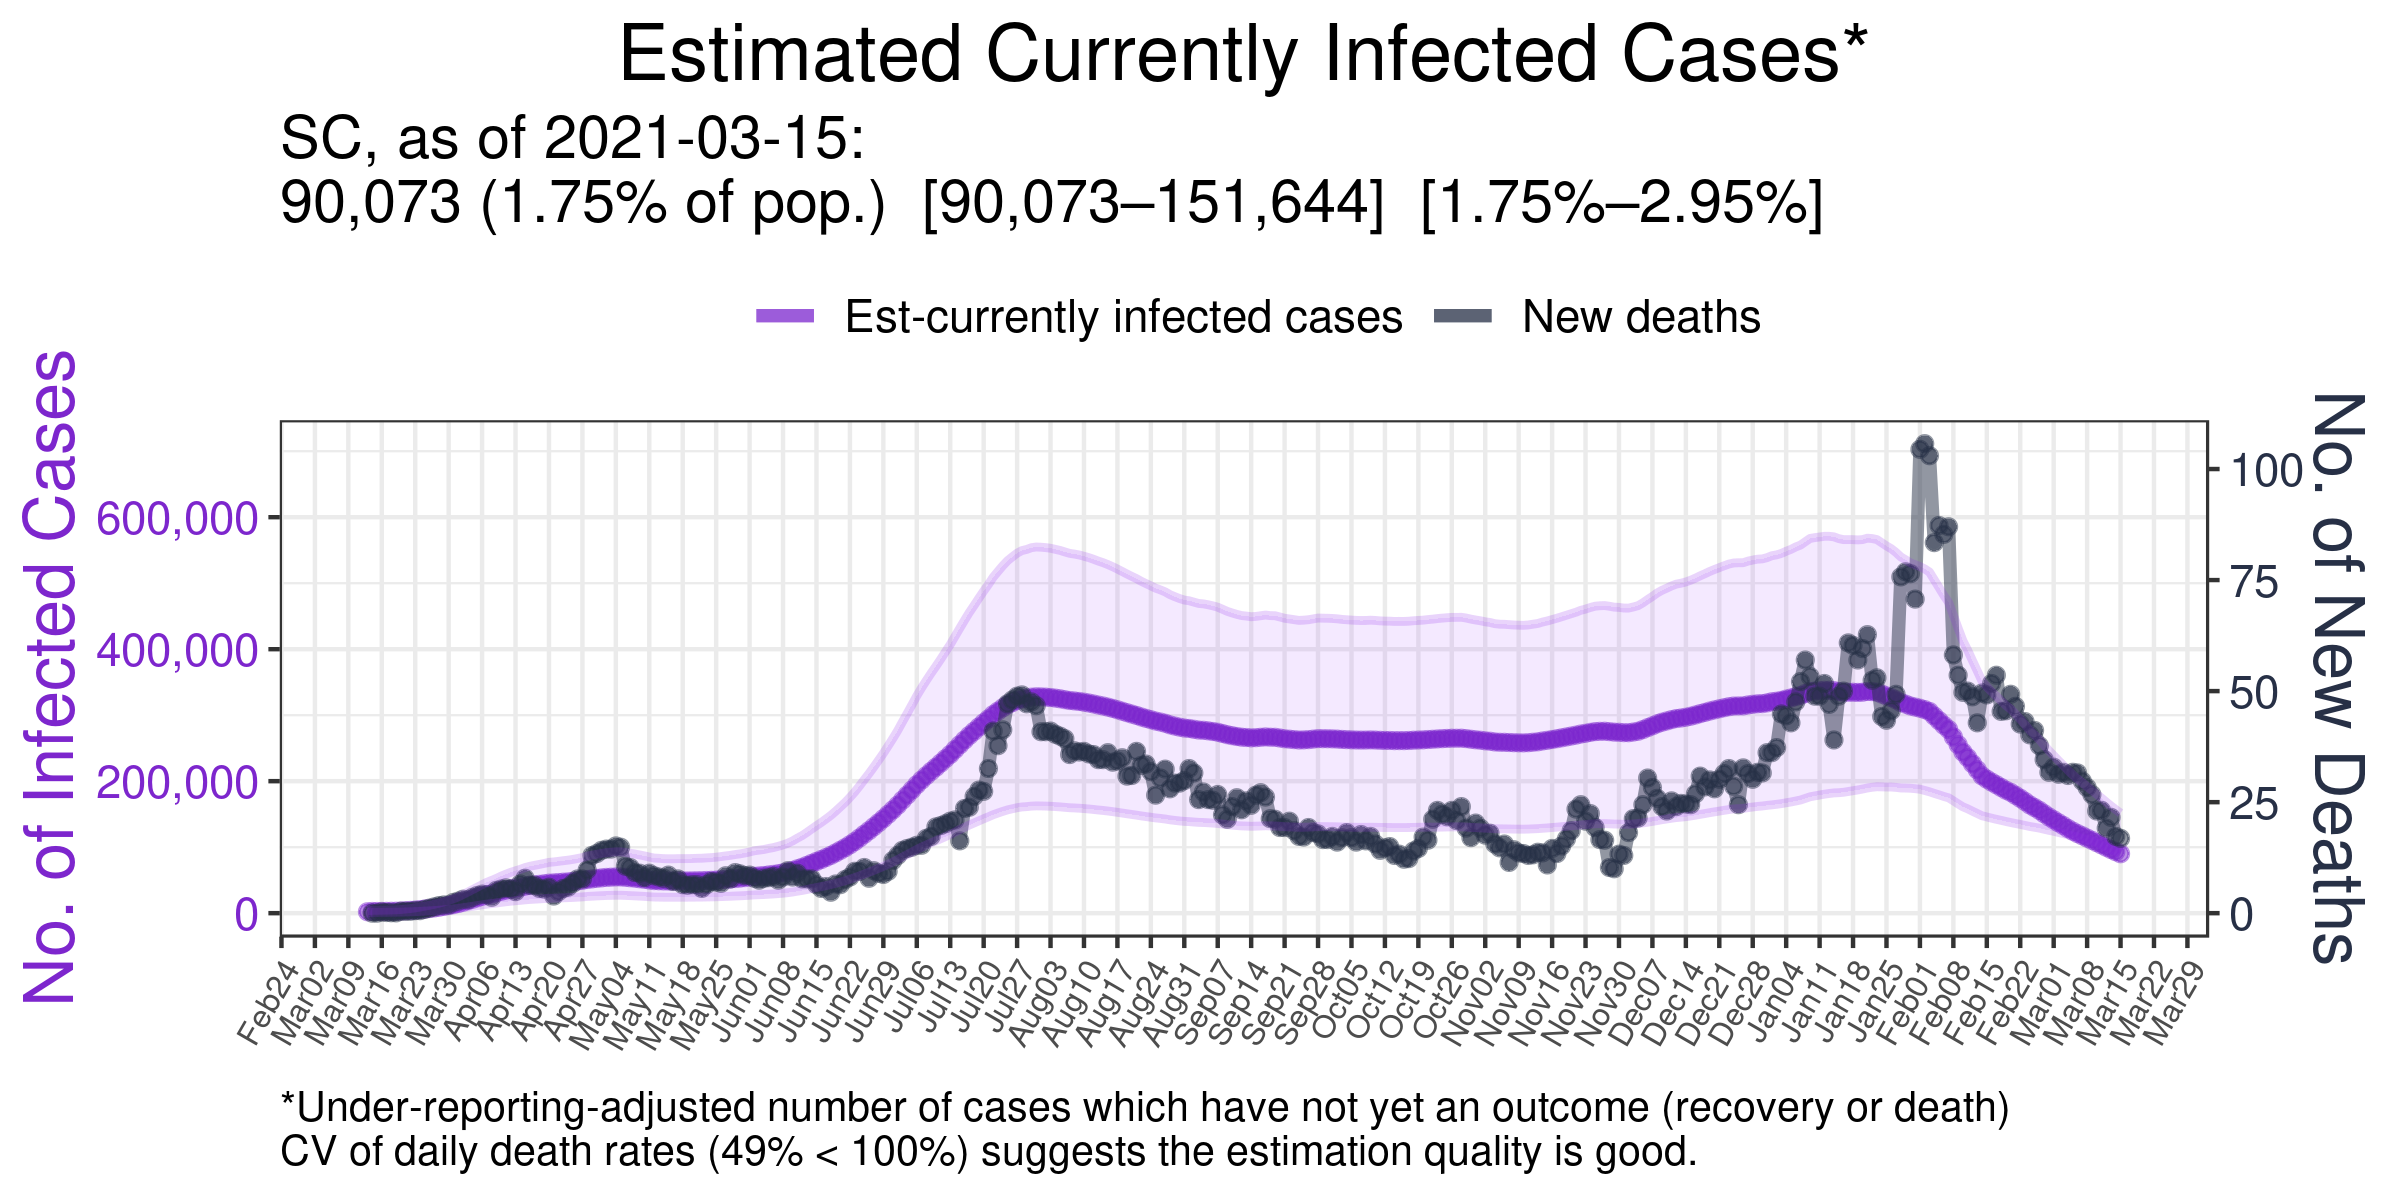 Estimated Currently Infected Cases*
SC, as of 2021-03-15:
90,073 (1.75% of pop.)  [90,073–151,644]  [1.75%–2.95%]
Est-currently infected cases
New deaths
No. of Infected Cases
600,000
400,000
200,000
0
100
75
50
25
0
No. of New Deaths
Feb24
Mar02
Mar09
Mar16
Mar23
Mar30
Apr06
Apr13
Apr20
Apr27
May04
May11
May18
May25
Jun01
Jun08
Jun15
Jun22
Jun29
Jul06
Jul13
Jul20
Jul27
Aug03
Aug10
Aug17
Aug24
Aug31
Sep07
Sep14
Sep21
Sep28
Oct05
Oct12
Oct19
Oct26
Nov02
Nov09
Nov16
Nov23
Nov30
Dec07
Dec14
Dec21
Dec28
Jan04
Jan11
Jan18
Jan25
Feb01
Feb08
Feb15
Feb22
Mar01
Mar08
Mar15
Mar22
Mar29
*Under-reporting-adjusted number of cases which have not yet an outcome (recovery or death)
CV of daily death rates (49% < 100%) suggests the estimation quality is good.